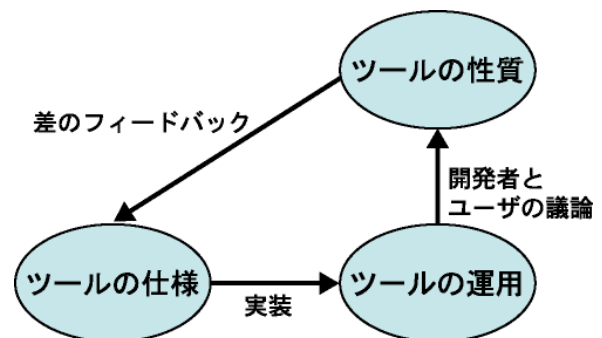 ツールの性質
差のフィードバック
開発者と
ユーザの議論
ツールの仕様
実装
ツールの運用